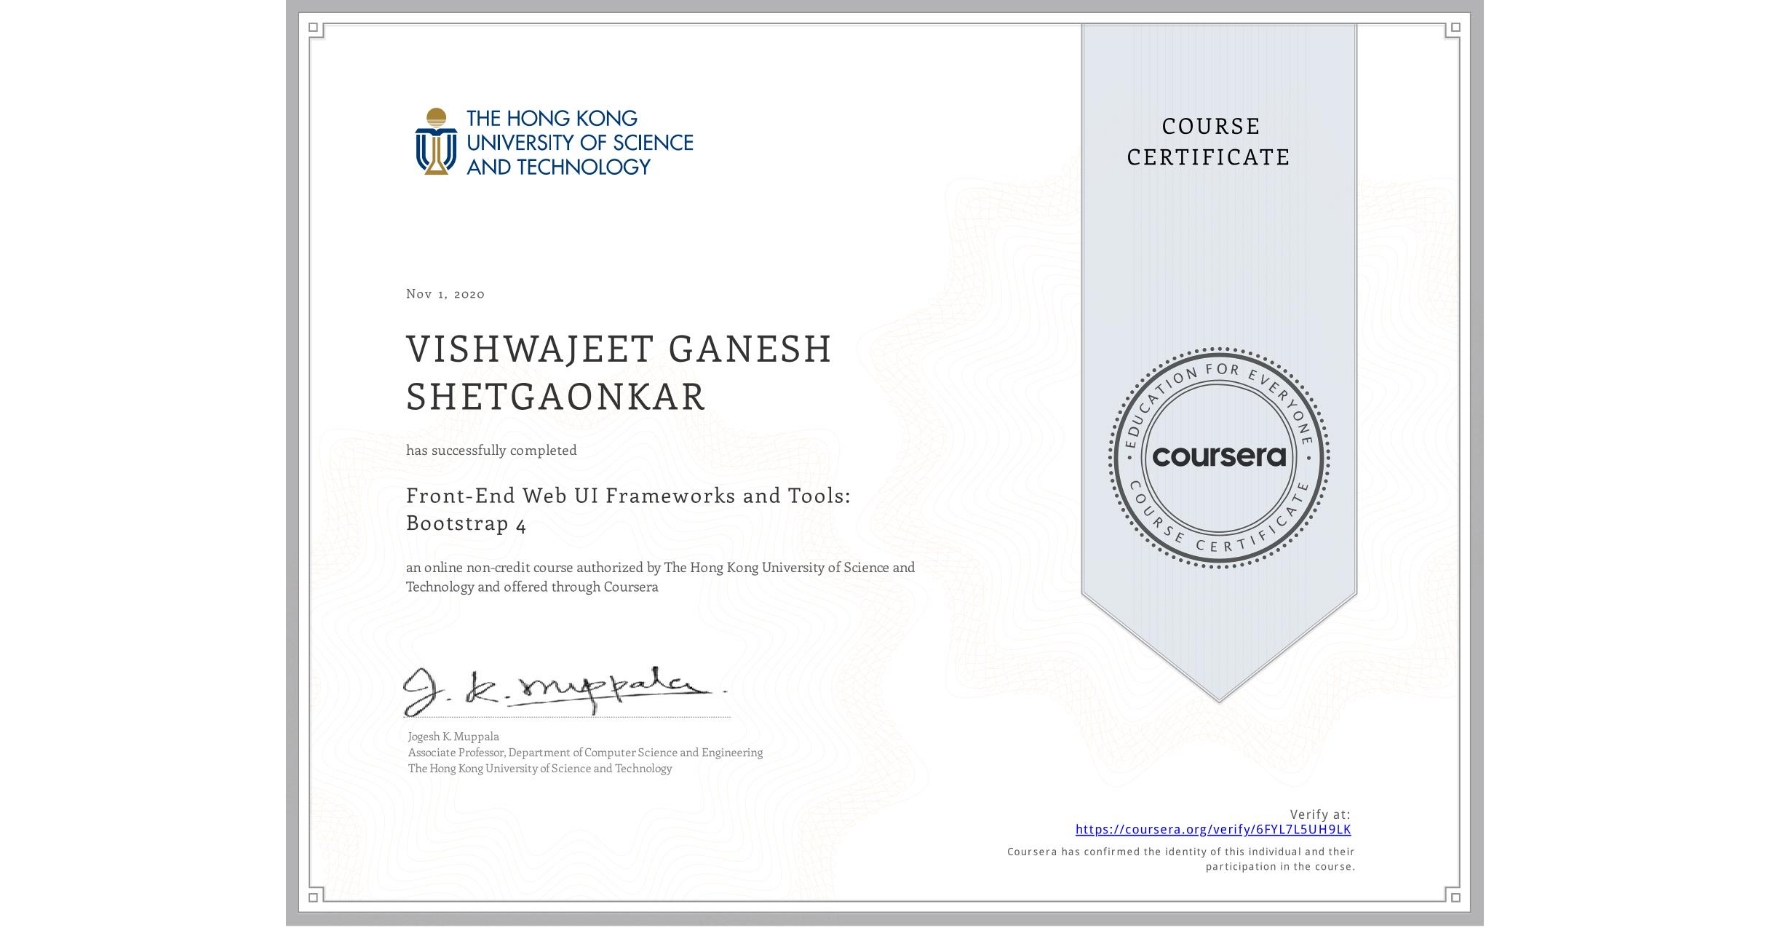 THE HONG KONG
UNIVERSITY OF SCIENCE
AND TECHNOLOGY
COURSE
CERTIFICATE
Nov 1, 2020
VISHWAJEET GANESH
SHETGAONKAR
has successfully completed
Front-End Web UI Frameworks and Tools:
Bootstrap 4
an online non-credit course authorized by The Hong Kong University of Science and
Technology and offered through Coursera
EDUCATION FOR EVERYONE
coursera
COURSE CERTIFICATE
J. K. Muppala.
Jogesh K. Muppala
Associate Professor, Department of Computer Science and Engineering
The Hong Kong University of Science and Technology
Verify at:
https://coursera.org/verify/6FYL7L5UH9LK
Coursera has confirmed the identity of this individual and their
participation in the course.